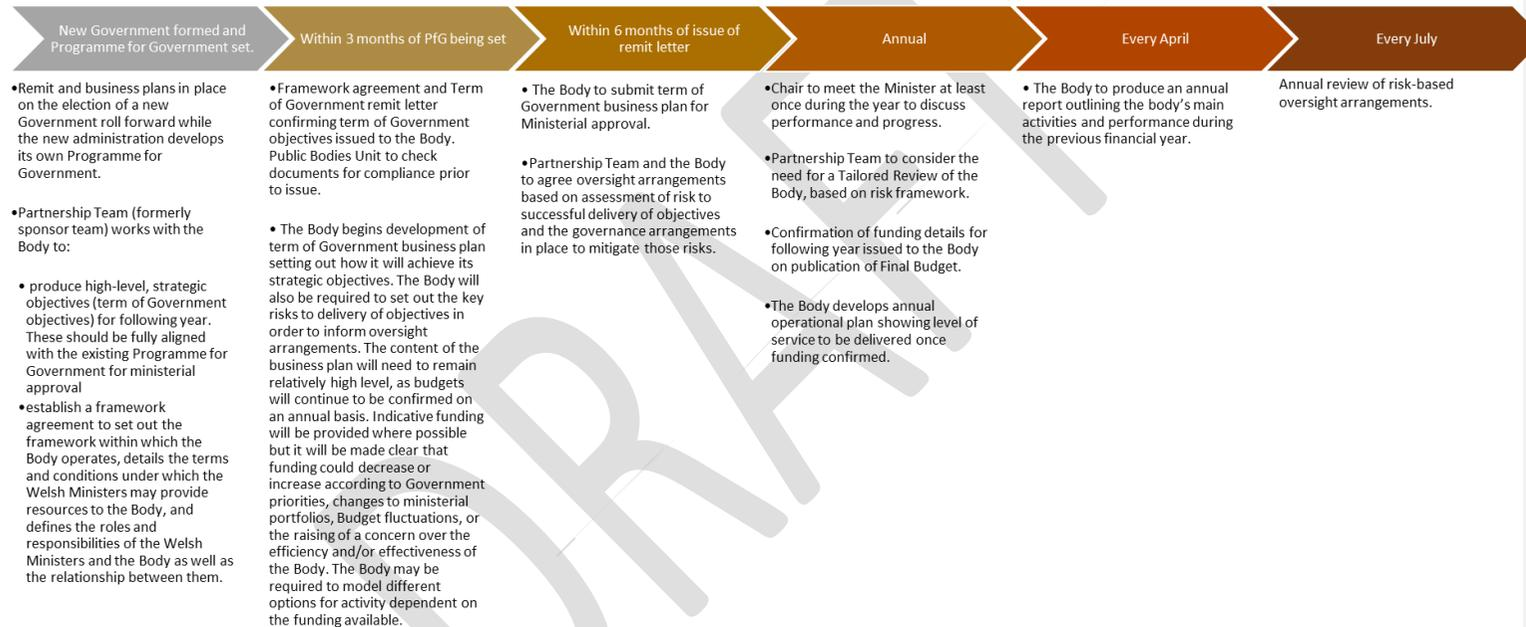 New Government formed and
Programme for Government set.
Within 3 months of PfG being set
Within 6 months of issue of
remit letter
Annual
Every April
Every July
•Remit and business plans in place
on the election of a new
Government roll forward while
the new administration develops
its own Programme for
Government.
•Partnership Team (formerly
sponsor team) works with the
Body to:
• produce high-level, strategic
objectives (term of Government
objectives) for following year.
These should be fully aligned
with the existing Programme for
Government for ministerial
approval
•establish a framework
agreement to set out the
framework within which the
Body operates, details the terms
and conditions under which the
Welsh Ministers may provide
resources to the Body, and
defines the roles and
responsibilities of the Welsh
Ministers and the Body as well as
the relationship between them.
•Framework agreement and Term
of Government remit letter
confirming term of Government
objectives issued to the Body.
Public Bodies Unit to check
documents for compliance prior
to issue.
• The Body begins development of
term of Government business plan
setting out how it will achieve its
strategic objectives. The Body will
also be required to set out the key
risks to delivery of objectives in
order to inform oversight
arrangements. The content of the
business plan will need to remain
relatively high level, as budgets
will continue to be confirmed on
an annual basis. Indicative funding
will be provided where possible
but it will be made clear that
funding could decrease or
increase according to Government
priorities, changes to ministerial
portfolios, Budget fluctuations, or
the raising of a concern over the
efficiency and/or effectiveness of
the Body. The Body may be
required to model different
options for activity dependent on
the funding available.
• The Body to submit term of
Government business plan for
Ministerial approval.
•Partnership Team and the Body
to agree oversight arrangements
based on assessment of risk to
successful delivery of objectives
and the governance arrangements
in place to mitigate those risks.
•Chair to meet the Minister at least
once during the year to discuss
performance and progress.
•Partnership Team to consider the
need for a Tailored Review of the
Body, based on risk framework.
•Confirmation of funding details for
following year issued to the Body
on publication of Final Budget.
•The Body develops annual
operational plan showing level of
service to be delivered once
funding confirmed.
• The Body to produce an annual
report outlining the body's main
activities and performance during
the previous financial year.
Annual review of risk-based
oversight arrangements.
DRAFT